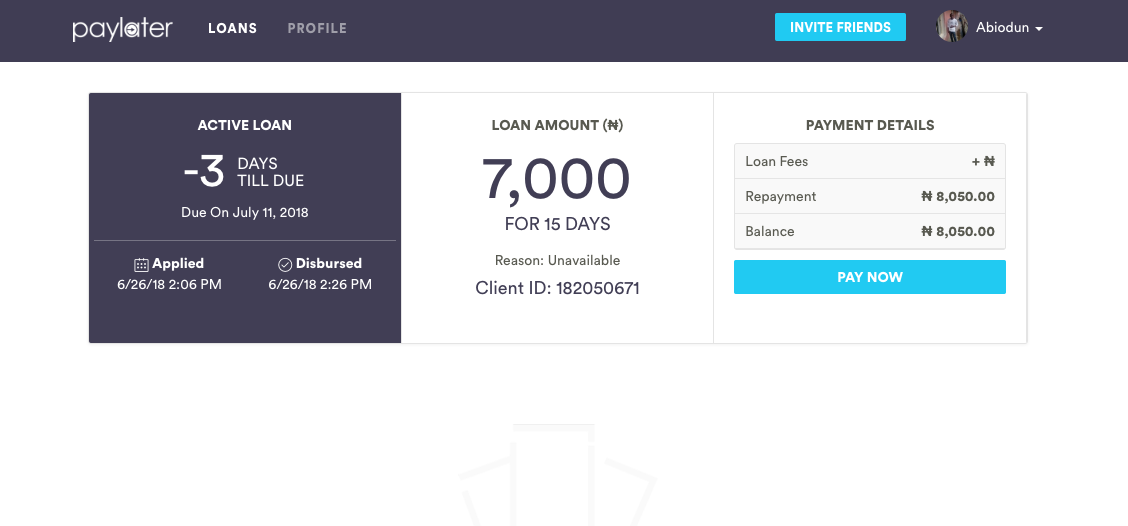 paylater LOANS PROFILE INVITE FRIENDS Abiodun
ACTIVE LOAN
-3 DAYS
TILL DUE
Due On July 11, 2018
Applied Disbursed
6/26/18 2:06 PM 6/26/18 2:26 PM
LOAN AMOUNT (₦)
7,000
FOR 15 DAYS
Reason: Unavailable
Client ID: 182050671
PAYMENT DETAILS
Loan Fees + ₦
Repayment ₦ 8,050.00
Balance ₦ 8,050.00
PAY NOW